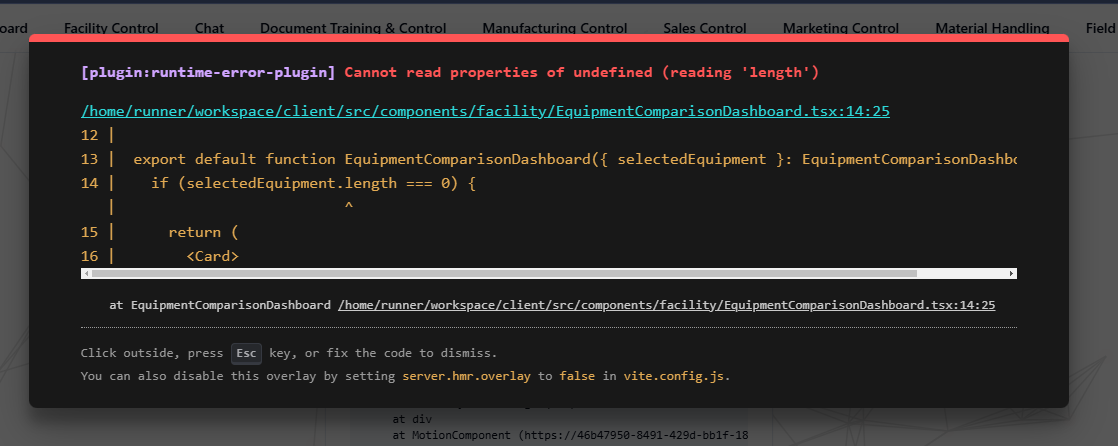 oard Facility Control Chat Document Training & Control Manufacturing Control Sales Control Marketing Control Material Handling Field
[plugin:runtime-error-plugin] Cannot read properties of undefined (reading 'length')
/home/runner/workspace/client/src/components/facility/EquipmentComparisonDashboard.tsx:14:25
12 |
13 | export default function EquipmentComparisonDashboard({ selectedEquipment }: EquipmentComparisonDashbo
14 | if (selectedEquipment.length === 0) {
| ^
15 | return (
16 | <Card>
at EquipmentComparisonDashboard /home/runner/workspace/client/src/components/facility/EquipmentComparisonDashboard.tsx:14:25
Click outside, press Esc key, or fix the code to dismiss.
You can also disable this overlay by setting server.hmr.overlay to false in vite.config.js.
at div
at MotionComponent (https://46b47950-8491-429d-bb1f-18